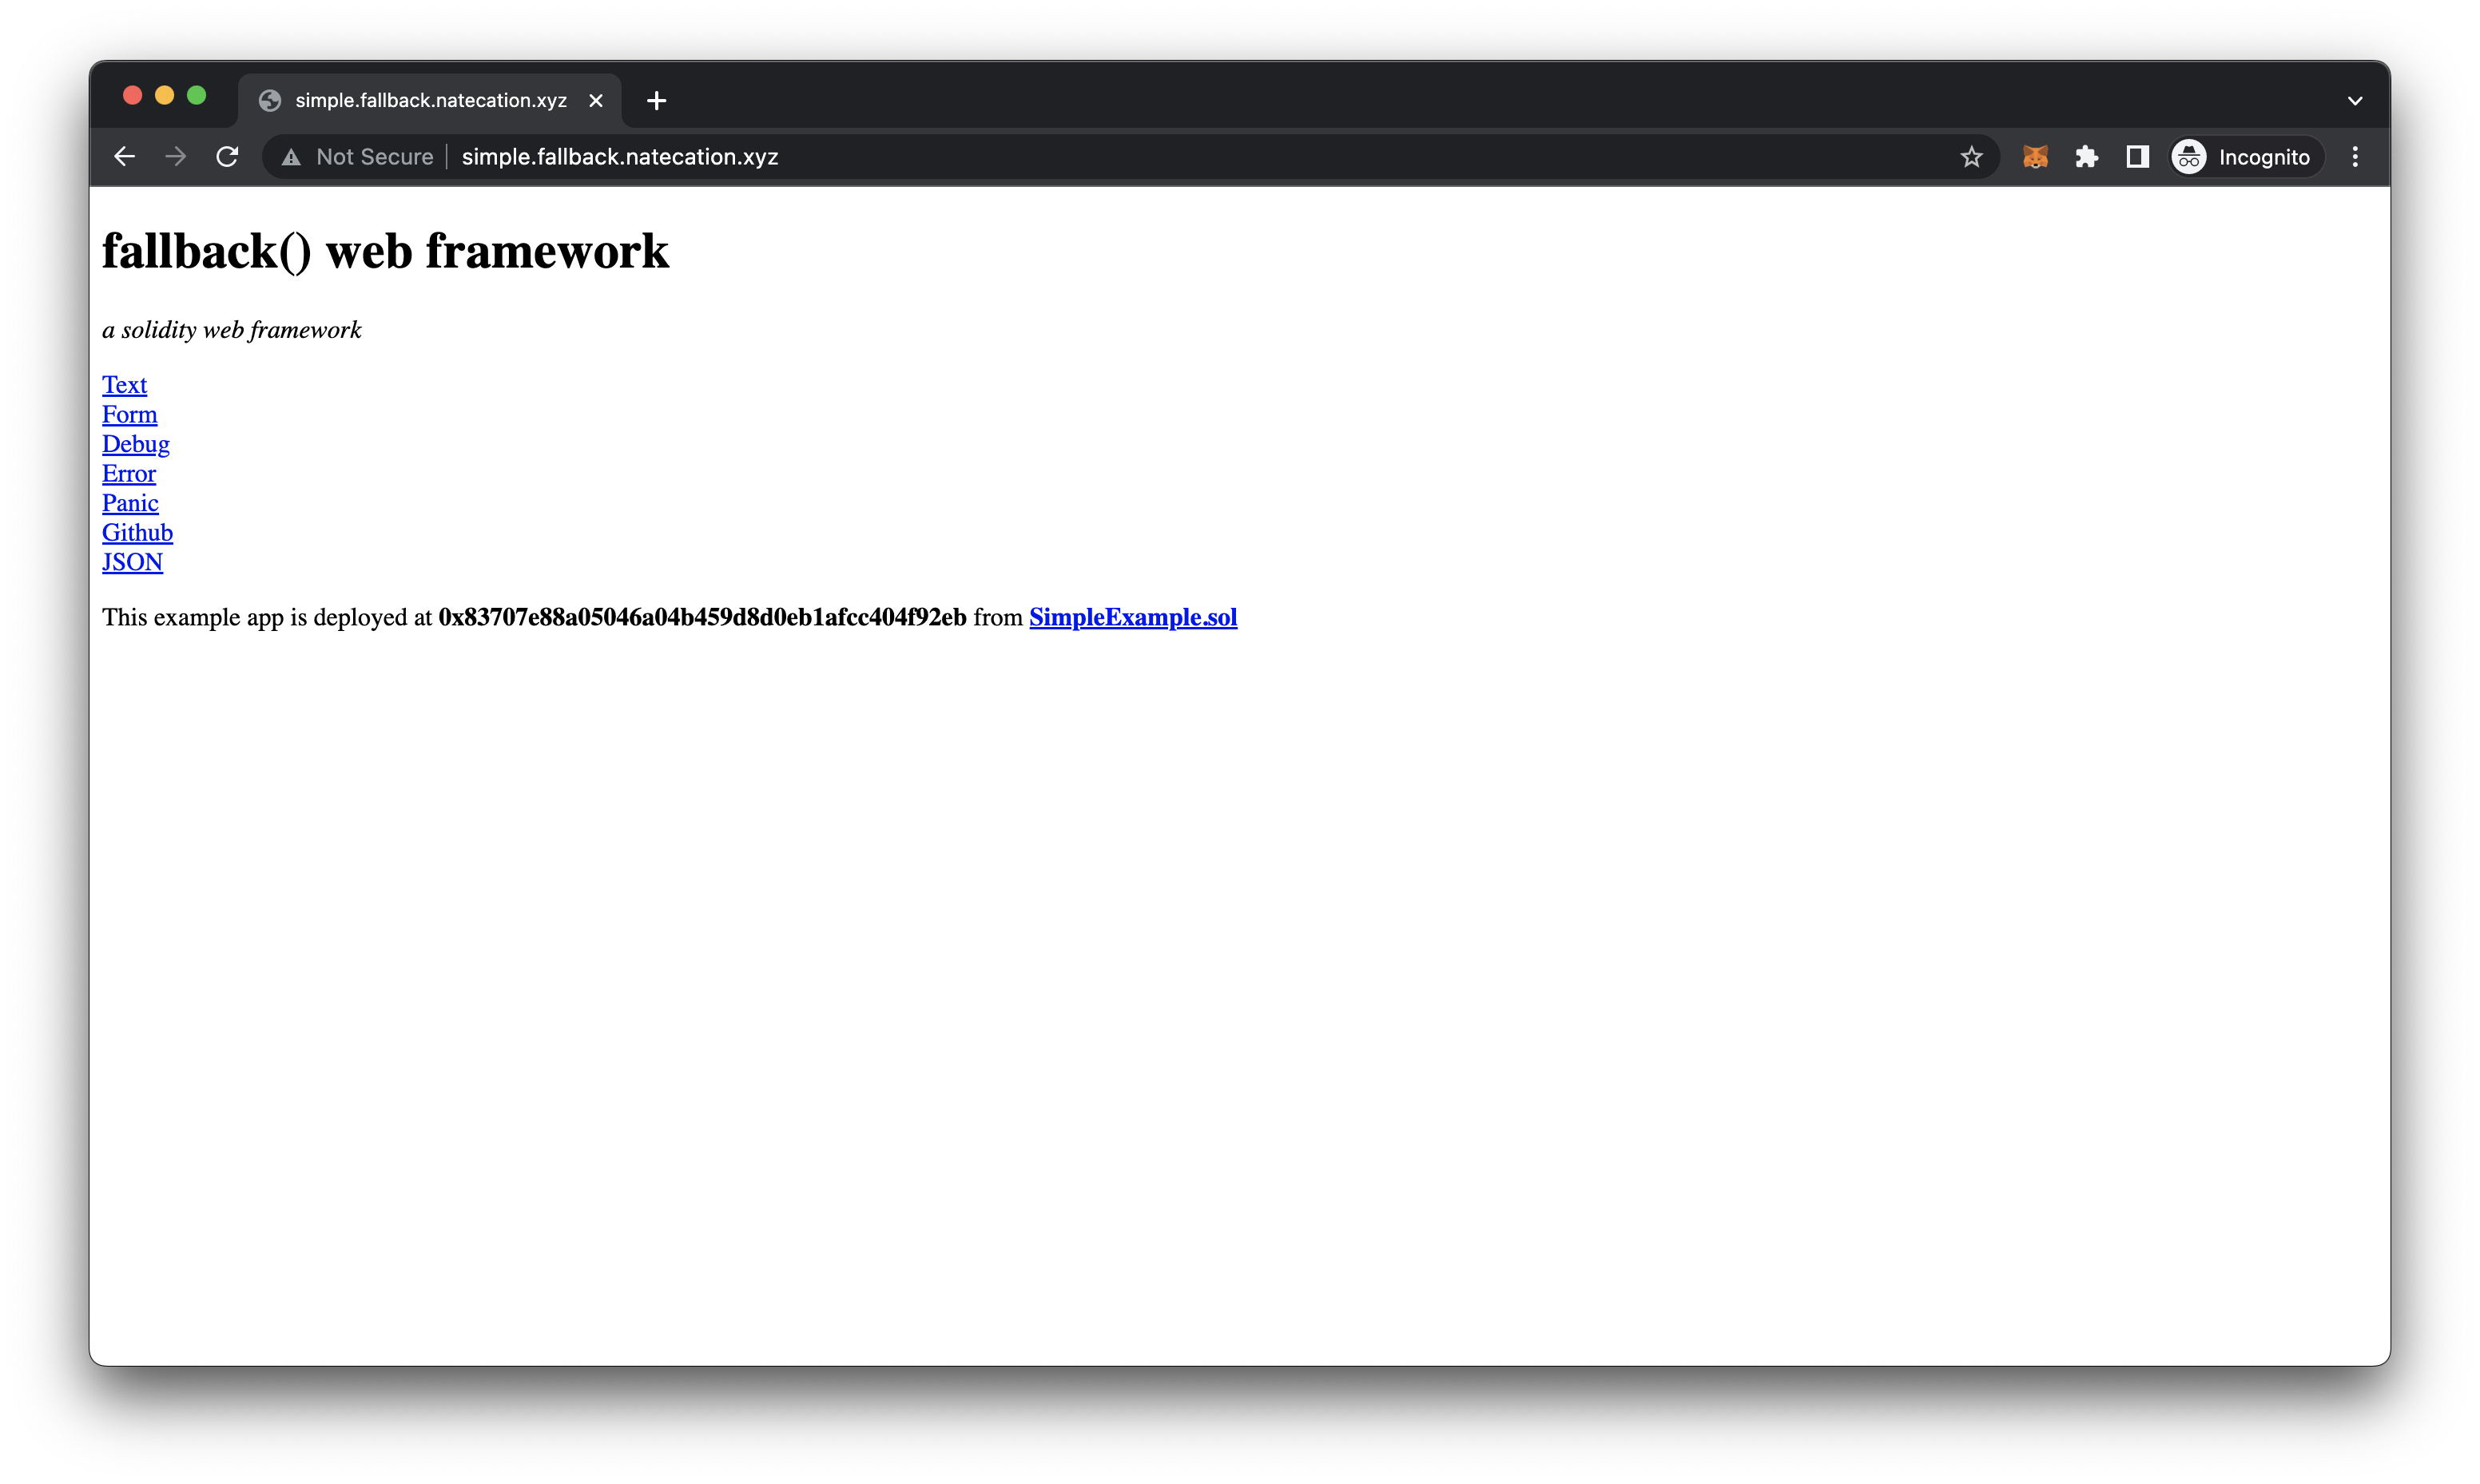 simple.fallback.natecation.xyz
Not Secure simple.fallback.natecation.xyz Incognito
fallback() web framework
a solidity web framework
Text
Form
Debug
Error
Panic
Github
JSON
This example app is deployed at 0x83707e88a05046a04b459d8d0eb1afcc404f92eb from SimpleExample.sol